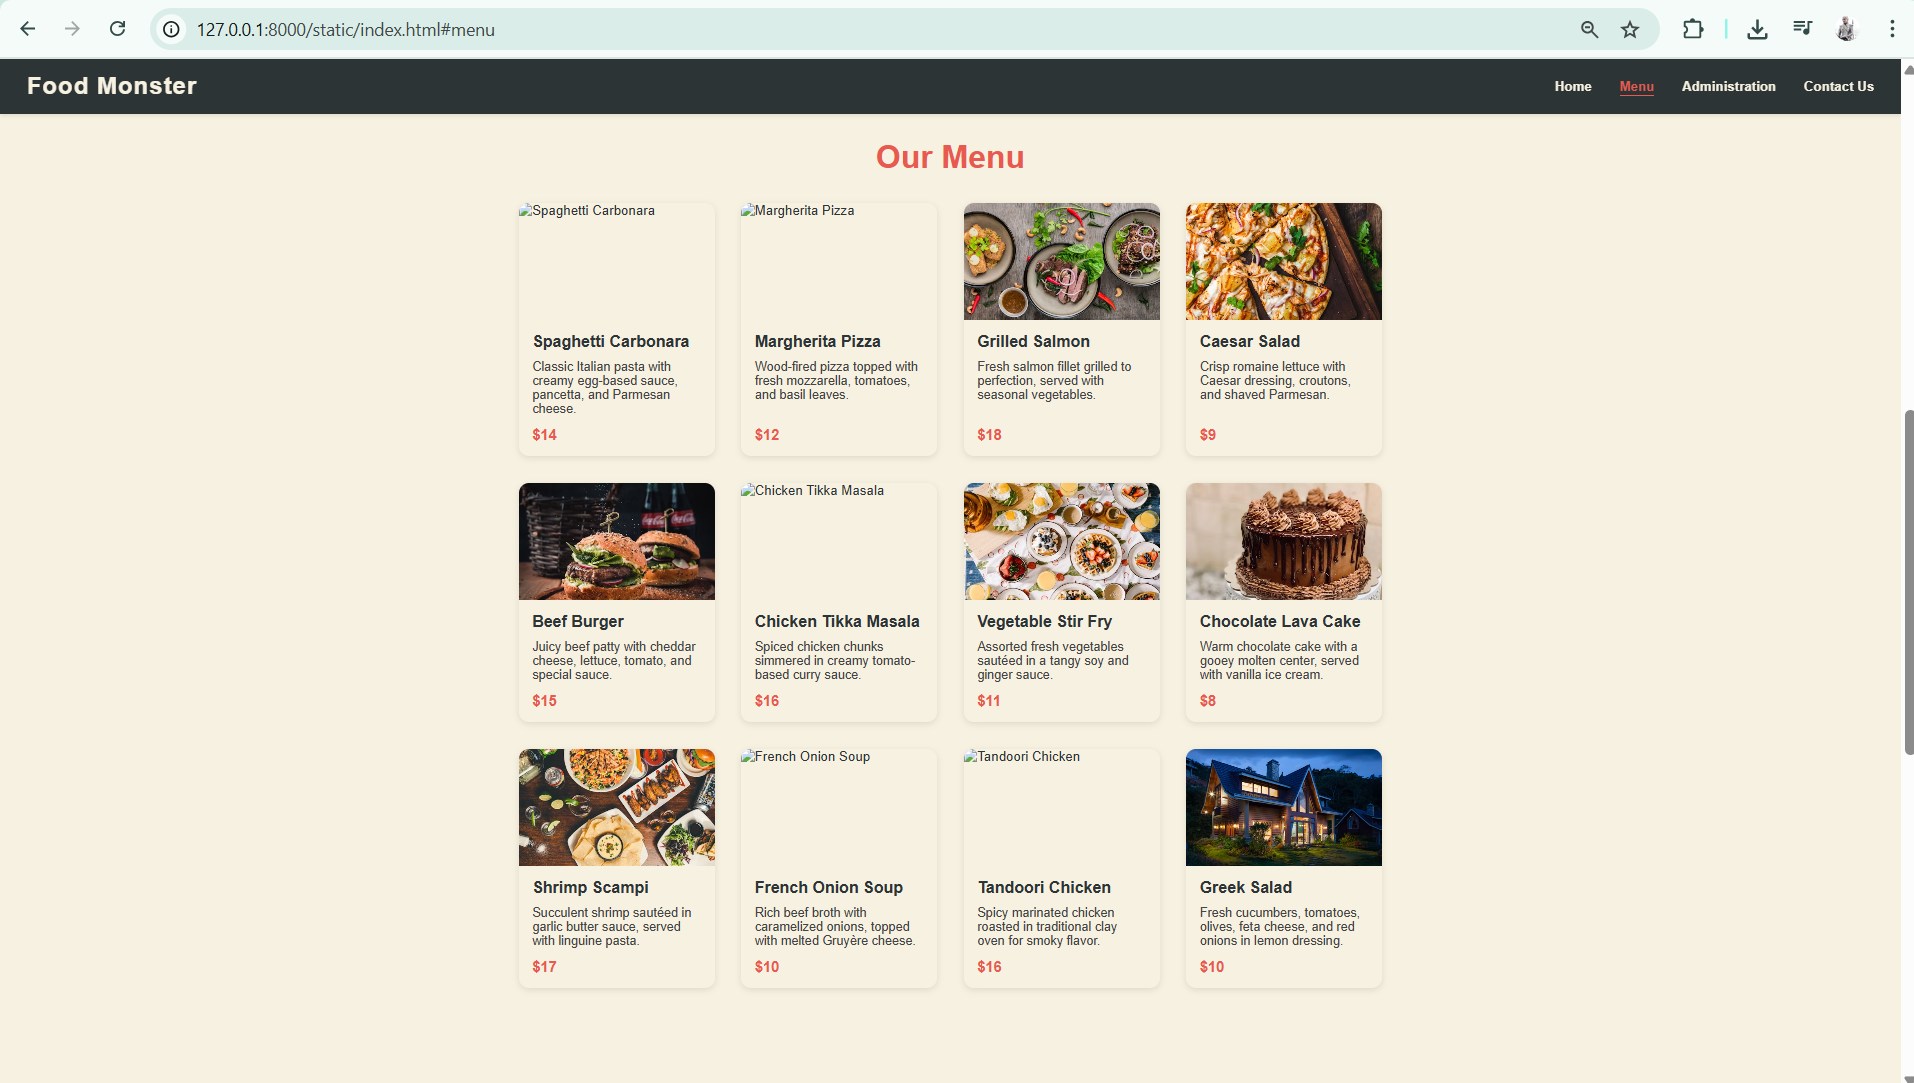 127.0.0.1:8000/static/index.html#menu
Food Monster
Home
Menu
Administration
Contact Us
Our Menu
Spaghetti Carbonara
Margherita Pizza
Spaghetti Carbonara
Classic Italian pasta with
creamy egg-based sauce,
pancetta, and Parmesan
cheese.
$14
Margherita Pizza
Wood-fired pizza topped with
fresh mozzarella, tomatoes,
and basil leaves.
$12
Grilled Salmon
Fresh salmon fillet grilled to
perfection, served with
seasonal vegetables.
$18
Caesar Salad
Crisp romaine lettuce with
Caesar dressing, croutons,
and shaved Parmesan.
$9
Chicken Tikka Masala
Beef Burger
Juicy beef patty with cheddar
cheese, lettuce, tomato, and
special sauce.
$15
Chicken Tikka Masala
Spiced chicken chunks
simmered in creamy tomato-
based curry sauce.
$16
Vegetable Stir Fry
Assorted fresh vegetables
sautéed in a tangy soy and
ginger sauce.
$11
Chocolate Lava Cake
Warm chocolate cake with a
gooey molten center, served
with vanilla ice cream.
$8
French Onion Soup
Tandoori Chicken
Shrimp Scampi
Succulent shrimp sautéed in
garlic butter sauce, served
with linguine pasta.
$17
French Onion Soup
Rich beef broth with
caramelized onions, topped
with melted Gruyère cheese.
$10
Tandoori Chicken
Spicy marinated chicken
roasted in traditional clay
oven for smoky flavor.
$16
Greek Salad
Fresh cucumbers, tomatoes,
olives, feta cheese, and red
onions in lemon dressing.
$10